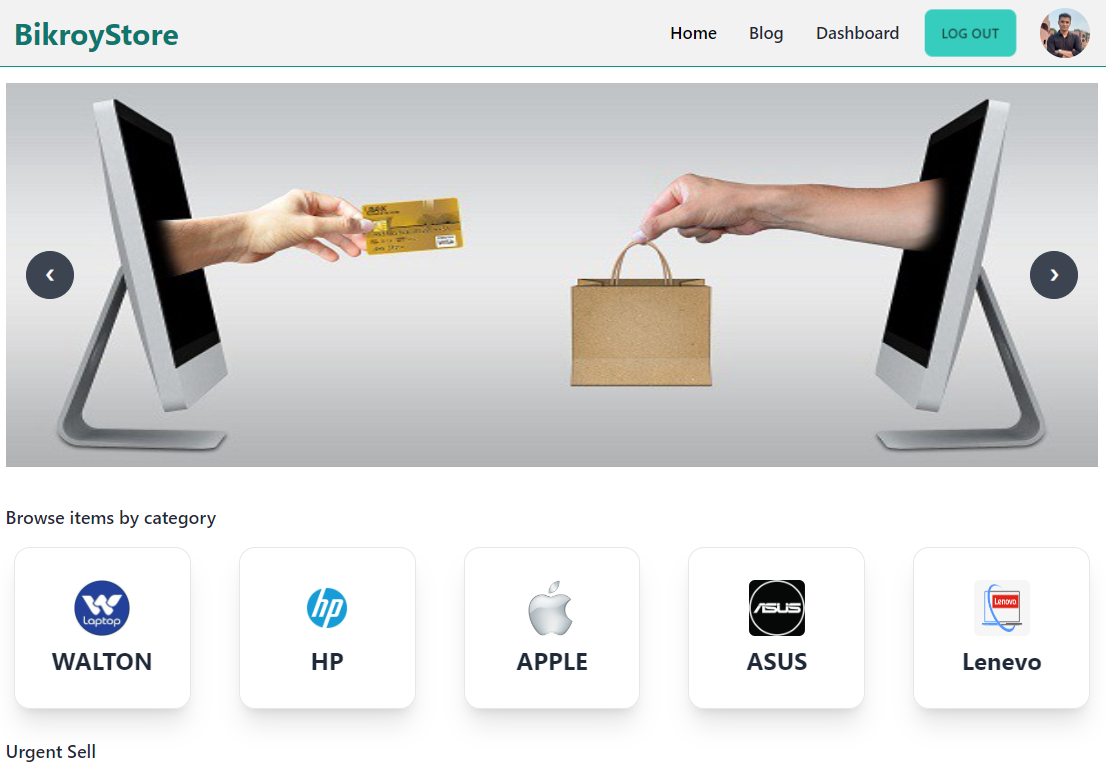 BikroyStore
Home
Blog
Dashboard
LOG OUT
‹
›
Browse items by category
Laptop
WALTON
hp
HP
APPLE
ASUS
ASUS
Lenovo
Lenevo
Urgent Sell